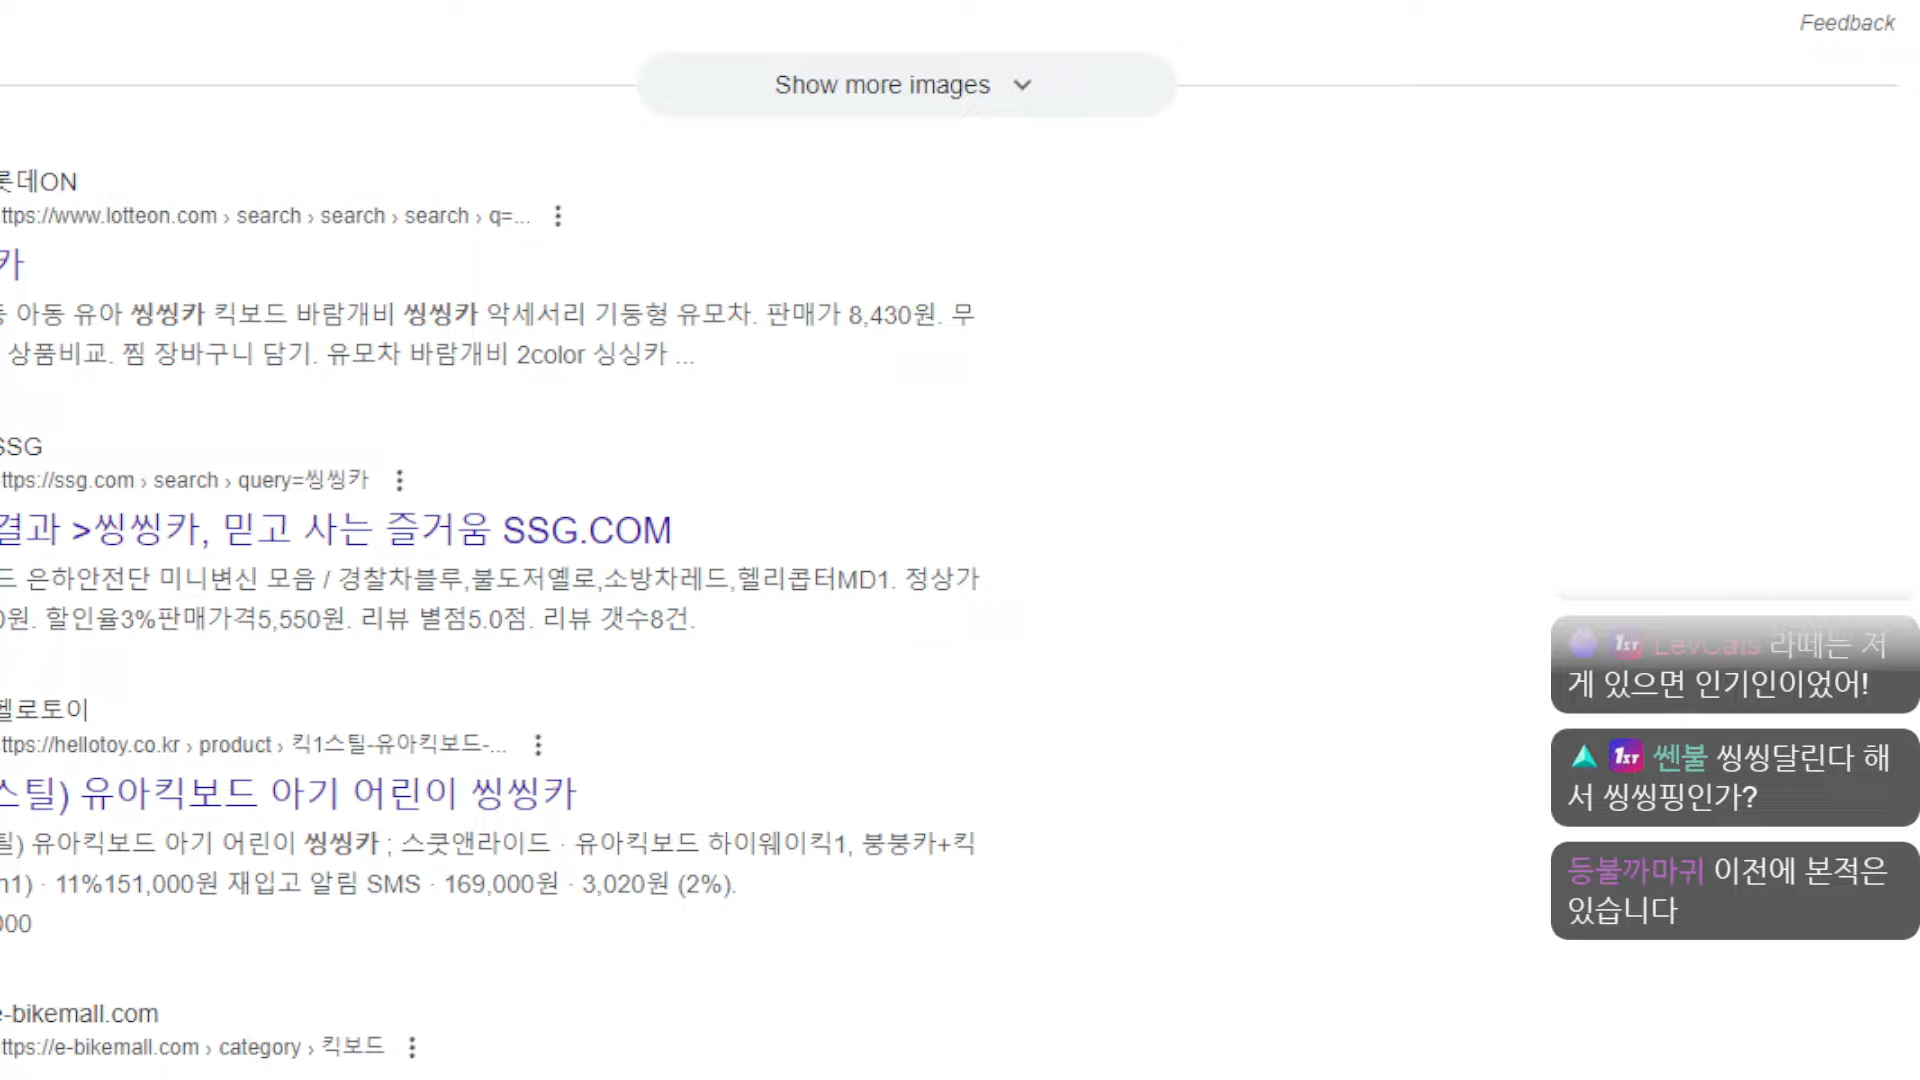 Feedback
Show more images
롯데ON
ttps://www.lotteon.com › search › search › search › q=...
카
아동 유아 씽씽카 킥보드 바람개비 씽씽카 악세서리 기둥형 유모차. 판매가 8,430원. 무
상품비교. 찜 장바구니 담기. 유모차 바람개비 2color 싱싱카 ...
SSG
ttps://ssg.com › search › query=씽씽카
결과 >씽씽카, 믿고 사는 즐거움 SSG.COM
드 은하안전단 미니변신 모음 / 경찰차블루,불도저옐로,소방차레드,헬리콥터MD1. 정상가
0원. 할인율3%판매가격5,550원. 리뷰 별점5.0점. 리뷰 갯수8건.
헬로토이
ttps://hellotoy.co.kr › product › 킥1스틸-유아킥보드-...
스틸) 유아킥보드 아기 어린이 씽씽카
틸) 유아킥보드 아기 어린이 씽씽카 ; 스쿳앤라이드 · 유아킥보드 하이웨이킥1, 붕붕카+킥
n1) · 11%151,000원 재입고 알림 SMS · 169,000원 · 3,020원 (2%).
000
e-bikemall.com
ttps://e-bikemall.com › category › 킥보드
1ST LevCats 라떼는 저
게 있으면 인기인이었어!
1ST 쎈불 씽씽달린다 해
서 씽씽핑인가?
등불까마귀 이전에 본적은
있습니다